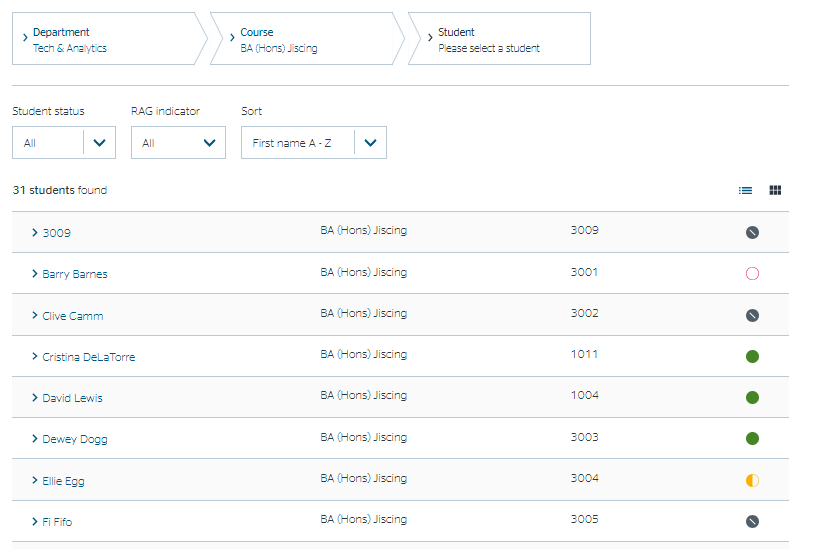 Department
Tech & Analytics
Course
BA (Hons) Jiscing
Student
Please select a student
Student status
RAG indicator
Sort
All
All
First name A - Z
31 students found
3009 BA (Hons) Jiscing 3009
Barry Barnes BA (Hons) Jiscing 3001
Clive Camm BA (Hons) Jiscing 3002
Cristina DeLaTorre BA (Hons) Jiscing 1011
David Lewis BA (Hons) Jiscing 1004
Dewey Dogg BA (Hons) Jiscing 3003
Ellie Egg BA (Hons) Jiscing 3004
Fi Fifo BA (Hons) Jiscing 3005